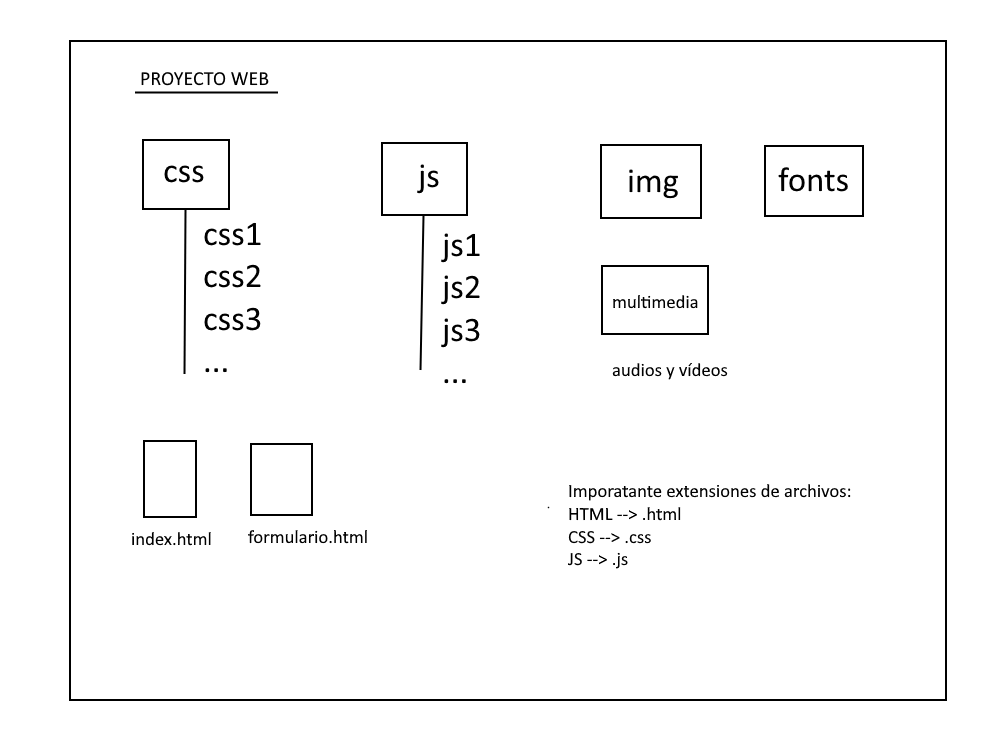 PROYECTO WEB
css
js
img
fonts
css1
css2
css3
...
js1
js2
js3
...
multimedia
audios y vídeos
index.html
formulario.html
Imporatante extensiones de archivos:
HTML --> .html
CSS --> .css
JS --> .js